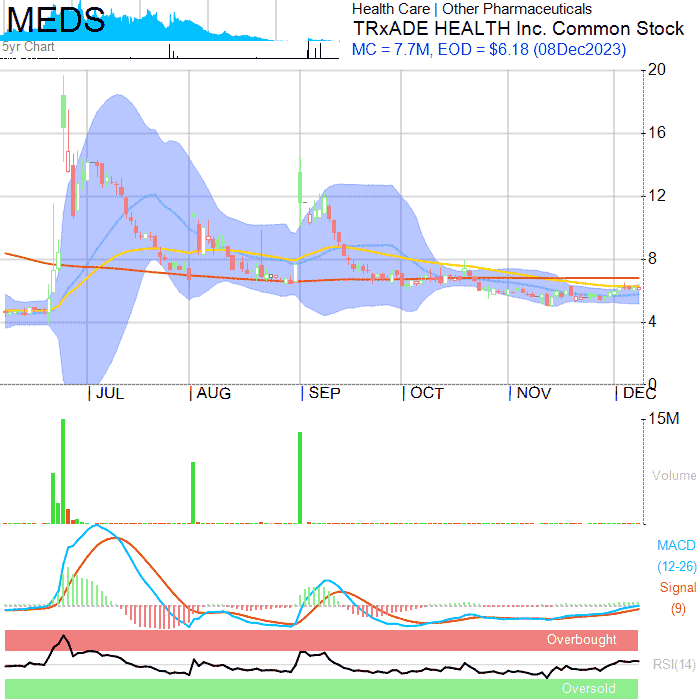 MEDS
5yr Chart
Health Care | Other Pharmaceuticals
TRxADE HEALTH Inc. Common Stock
MC = 7.7M, EOD = $6.18 (08Dec2023)
20
16
12
8
4
0
JUL AUG SEP OCT NOV DEC
15M
Volume
MACD
(12-26)
Signal
(9)
Overbought
RSI(14)
Oversold